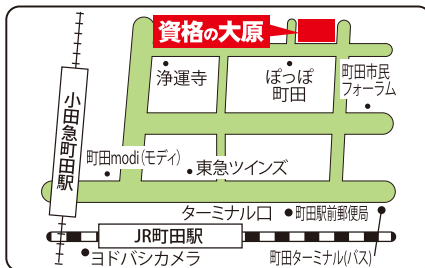 資格の大原
浄運寺
ぽっぽ
町田
町田市民
フォーラム
小田急町田駅
町田modi(モディ)
東急ツインズ
ターミナル口
町田駅前郵便局
JR町田駅
ヨドバシカメラ
町田ターミナル(バス)